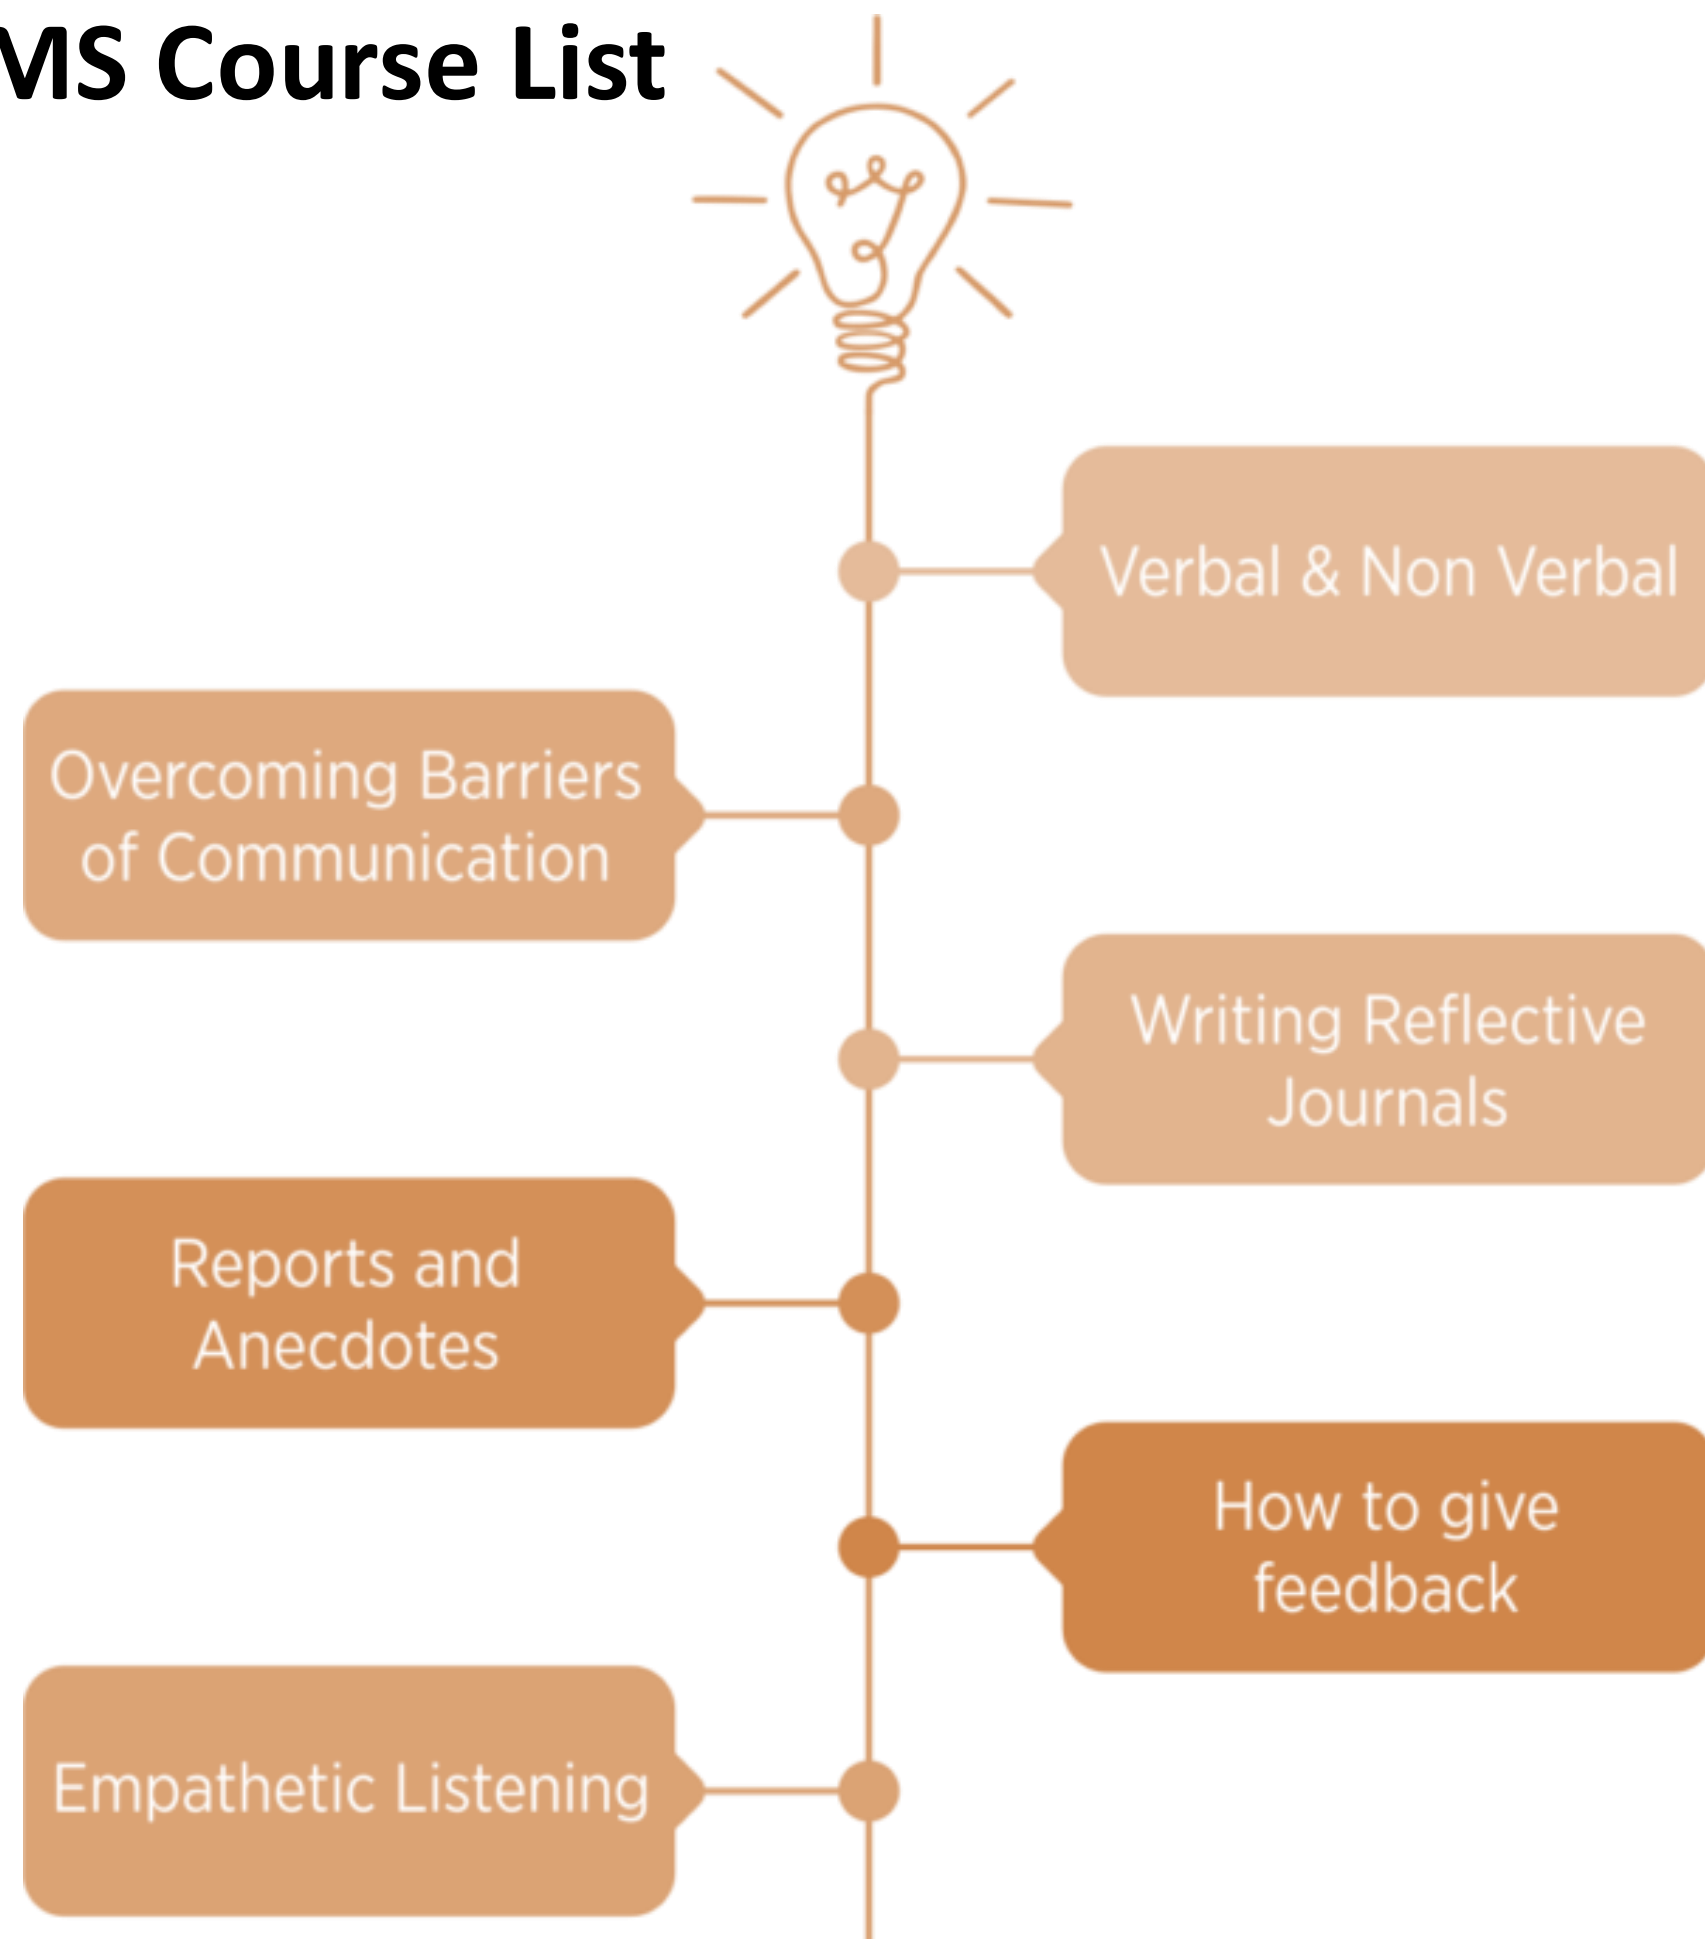 MS Course List
Verbal & Non Verbal
Overcoming Barriers
of Communication
Writing Reflective
Journals
Reports and
Anecdotes
How to give
feedback
Empathetic Listening